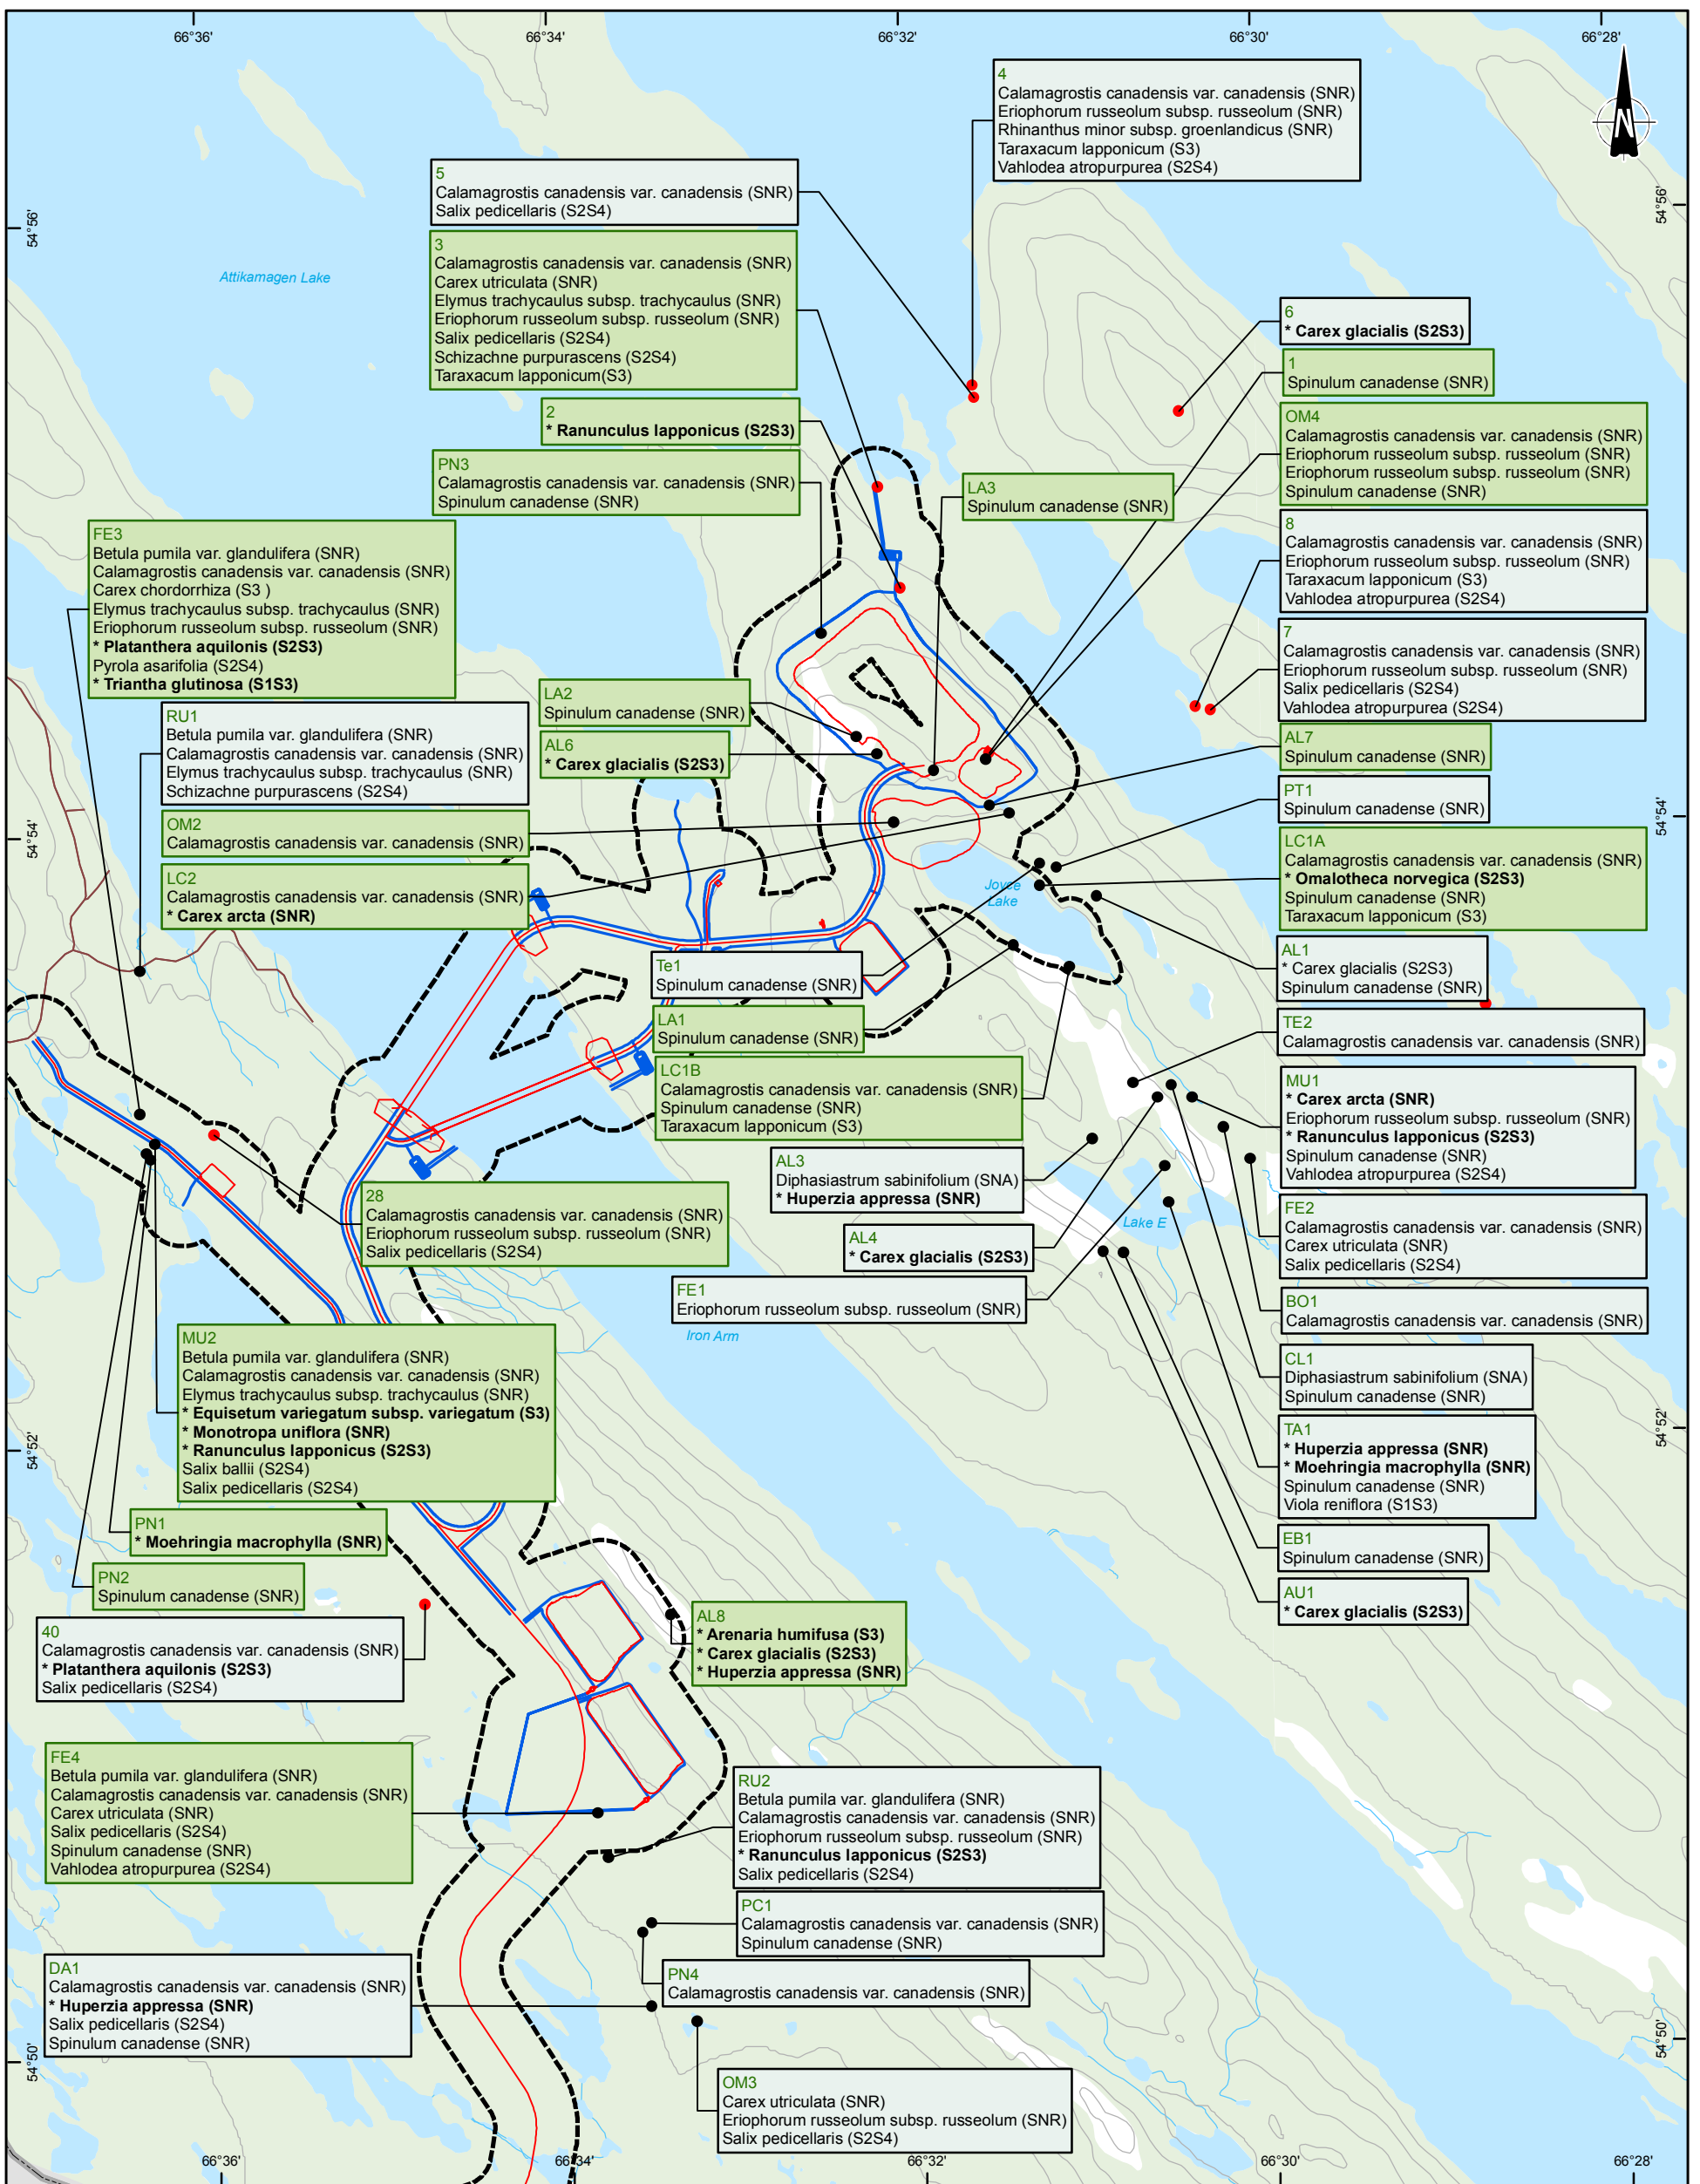 66°36'
66°34'
66°32'
66°30'
66°28'
N
4
Calamagrostis canadensis var. canadensis (SNR)
Eriophorum russeolum subsp. russeolum (SNR)
Rhinanthus minor subsp. groenlandicus (SNR)
Taraxacum lapponicum (S3)
Vahlodea atropurpurea (S2S4)
5
Calamagrostis canadensis var. canadensis (SNR)
Salix pedicellaris (S2S4)
54°56'
54°56'
Attikamagen Lake
3
Calamagrostis canadensis var. canadensis (SNR)
Carex utriculata (SNR)
Elymus trachycaulus subsp. trachycaulus (SNR)
Eriophorum russeolum subsp. russeolum (SNR)
Salix pedicellaris (S2S4)
Schizachne purpurascens (S2S4)
Taraxacum lapponicum(S3)
6
* Carex glacialis (S2S3)
1
Spinulum canadense (SNR)
2
* Ranunculus lapponicus (S2S3)
OM4
Calamagrostis canadensis var. canadensis (SNR)
Eriophorum russeolum subsp. russeolum (SNR)
Eriophorum russeolum subsp. russeolum (SNR)
Spinulum canadense (SNR)
PN3
Calamagrostis canadensis var. canadensis (SNR)
Spinulum canadense (SNR)
LA3
Spinulum canadense (SNR)
8
Calamagrostis canadensis var. canadensis (SNR)
Eriophorum russeolum subsp. russeolum (SNR)
Taraxacum lapponicum (S3)
Vahlodea atropurpurea (S2S4)
FE3
Betula pumila var. glandulifera (SNR)
Calamagrostis canadensis var. canadensis (SNR)
Carex chordorrhiza (S3 )
Elymus trachycaulus subsp. trachycaulus (SNR)
Eriophorum russeolum subsp. russeolum (SNR)
* Platanthera aquilonis (S2S3)
Pyrola asarifolia (S2S4)
* Triantha glutinosa (S1S3)
7
Calamagrostis canadensis var. canadensis (SNR)
Eriophorum russeolum subsp. russeolum (SNR)
Salix pedicellaris (S2S4)
Vahlodea atropurpurea (S2S4)
LA2
Spinulum canadense (SNR)
RU1
Betula pumila var. glandulifera (SNR)
Calamagrostis canadensis var. canadensis (SNR)
Elymus trachycaulus subsp. trachycaulus (SNR)
Schizachne purpurascens (S2S4)
AL6
* Carex glacialis (S2S3)
AL7
Spinulum canadense (SNR)
PT1
Spinulum canadense (SNR)
OM2
Calamagrostis canadensis var. canadensis (SNR)
54°54'
54°54'
LC1A
Calamagrostis canadensis var. canadensis (SNR)
* Omalotheca norvegica (S2S3)
Spinulum canadense (SNR)
Taraxacum lapponicum (S3)
LC2
Calamagrostis canadensis var. canadensis (SNR)
* Carex arcta (SNR)
Joyce
Lake
AL1
* Carex glacialis (S2S3)
Spinulum canadense (SNR)
Te1
Spinulum canadense (SNR)
LA1
Spinulum canadense (SNR)
TE2
Calamagrostis canadensis var. canadensis (SNR)
LC1B
Calamagrostis canadensis var. canadensis (SNR)
Spinulum canadense (SNR)
Taraxacum lapponicum (S3)
MU1
* Carex arcta (SNR)
Eriophorum russeolum subsp. russeolum (SNR)
* Ranunculus lapponicus (S2S3)
Spinulum canadense (SNR)
Vahlodea atropurpurea (S2S4)
AL3
Diphasiastrum sabinifolium (SNA)
* Huperzia appressa (SNR)
28
Calamagrostis canadensis var. canadensis (SNR)
Eriophorum russeolum subsp. russeolum (SNR)
Salix pedicellaris (S2S4)
FE2
Calamagrostis canadensis var. canadensis (SNR)
Carex utriculata (SNR)
Salix pedicellaris (S2S4)
Lake E
AL4
* Carex glacialis (S2S3)
FE1
Eriophorum russeolum subsp. russeolum (SNR)
BO1
Calamagrostis canadensis var. canadensis (SNR)
Iron Arm
MU2
Betula pumila var. glandulifera (SNR)
Calamagrostis canadensis var. canadensis (SNR)
Elymus trachycaulus subsp. trachycaulus (SNR)
* Equisetum variegatum subsp. variegatum (S3)
* Monotropa uniflora (SNR)
* Ranunculus lapponicus (S2S3)
Salix ballii (S2S4)
Salix pedicellaris (S2S4)
CL1
Diphasiastrum sabinifolium (SNA)
Spinulum canadense (SNR)
54°52'
54°52'
TA1
* Huperzia appressa (SNR)
* Moehringia macrophylla (SNR)
Spinulum canadense (SNR)
Viola reniflora (S1S3)
PN1
* Moehringia macrophylla (SNR)
EB1
Spinulum canadense (SNR)
PN2
Spinulum canadense (SNR)
AU1
* Carex glacialis (S2S3)
40
Calamagrostis canadensis var. canadensis (SNR)
* Platanthera aquilonis (S2S3)
Salix pedicellaris (S2S4)
AL8
* Arenaria humifusa (S3)
* Carex glacialis (S2S3)
* Huperzia appressa (SNR)
FE4
Betula pumila var. glandulifera (SNR)
Calamagrostis canadensis var. canadensis (SNR)
Carex utriculata (SNR)
Salix pedicellaris (S2S4)
Spinulum canadense (SNR)
Vahlodea atropurpurea (S2S4)
RU2
Betula pumila var. glandulifera (SNR)
Calamagrostis canadensis var. canadensis (SNR)
Eriophorum russeolum subsp. russeolum (SNR)
* Ranunculus lapponicus (S2S3)
Salix pedicellaris (S2S4)
PC1
Calamagrostis canadensis var. canadensis (SNR)
Spinulum canadense (SNR)
DA1
Calamagrostis canadensis var. canadensis (SNR)
* Huperzia appressa (SNR)
Salix pedicellaris (S2S4)
Spinulum canadense (SNR)
PN4
Calamagrostis canadensis var. canadensis (SNR)
54°50'
54°50'
OM3
Carex utriculata (SNR)
Eriophorum russeolum subsp. russeolum (SNR)
Salix pedicellaris (S2S4)
66°36'
66°34'
66°32'
66°30'
66°28'